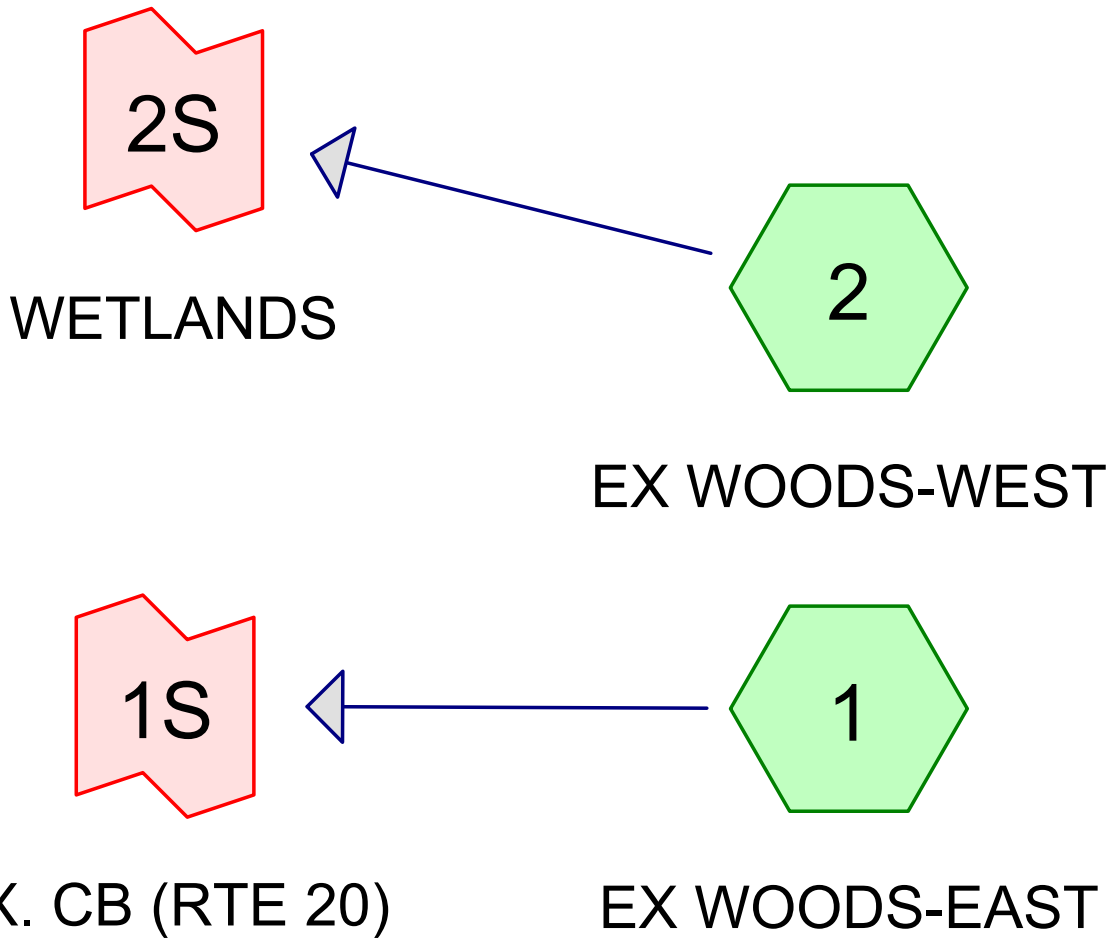 2S
2
WETLANDS
EX WOODS-WEST
1S
1
X. CB (RTE 20)
EX WOODS-EAST